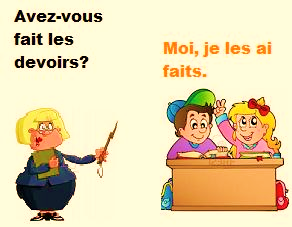 Avez-vous
fait les
devoirs?
Moi, je les ai
faits.